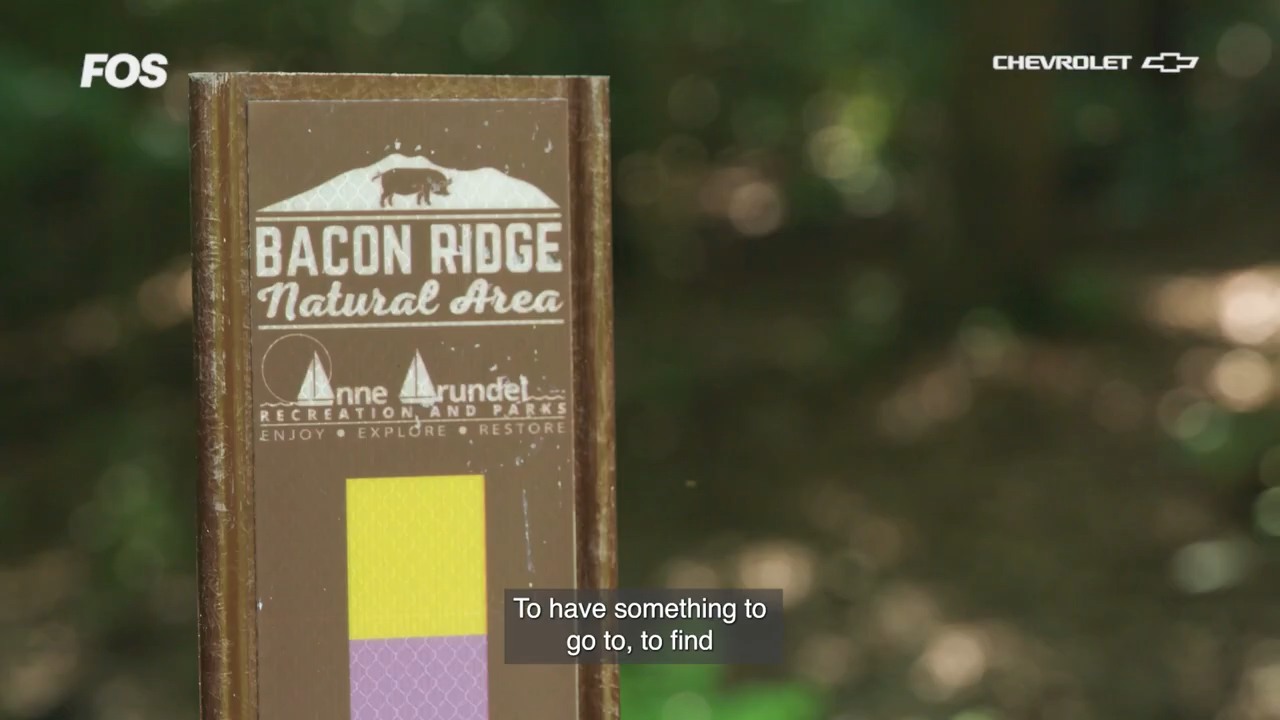 FOS
CHEVROLET
BACON RIDGE
Natural Area
Anne Arundel
RECREATION AND PARKS
ENJOY • EXPLORE • RESTORE
To have something to
go to, to find